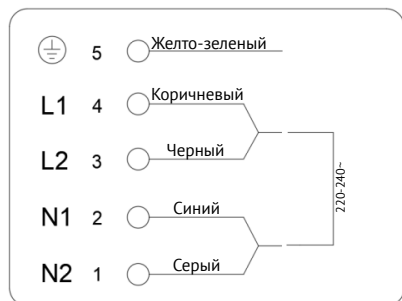 5 Желто-зеленый
L1 4 Коричневый
L2 3 Черный
N1 2 Синий
N2 1 Серый
220-240~